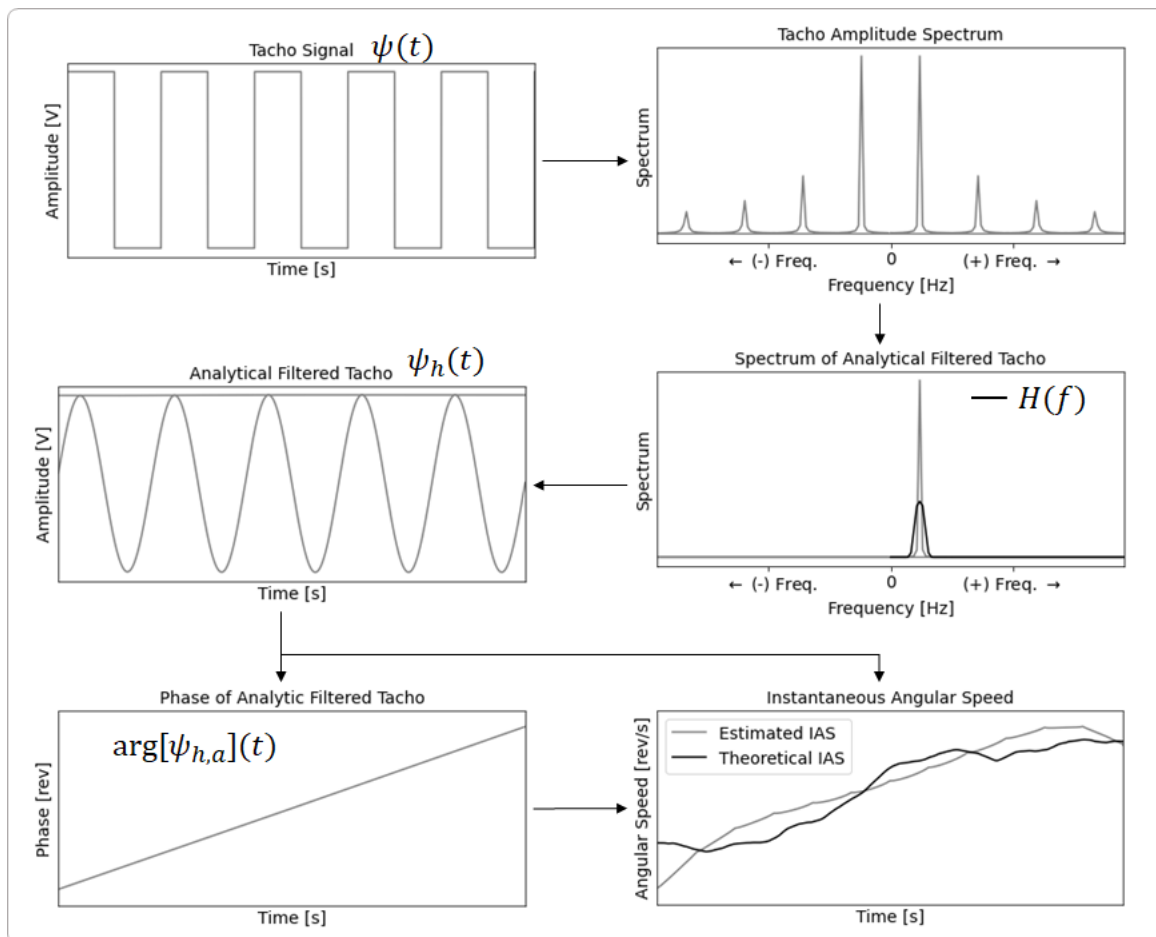 Tacho Signal ψ(t)
Amplitude [V]
Time [s]
Tacho Amplitude Spectrum
Spectrum
← (-) Freq. 0 (+) Freq. →
Frequency [Hz]
Analytical Filtered Tacho ψₕ(t)
Amplitude [V]
Time [s]
Spectrum of Analytical Filtered Tacho
H(f)
Spectrum
← (-) Freq. 0 (+) Freq. →
Frequency [Hz]
Phase of Analytic Filtered Tacho
arg[ψₕ,ₐ](t)
Phase [rev]
Time [s]
Instantaneous Angular Speed
Estimated IAS
Theoretical IAS
Angular Speed [rev/s]
Time [s]